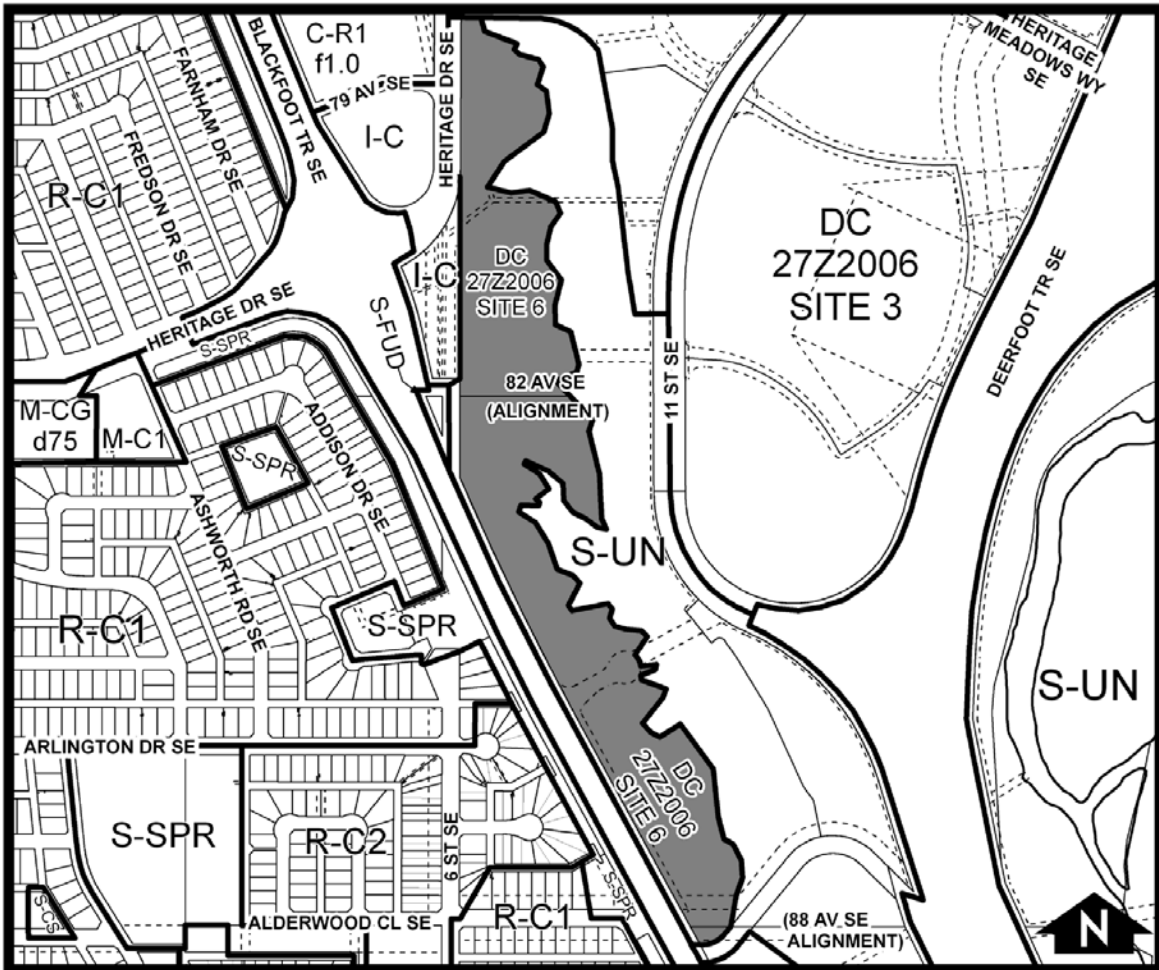 C-R1
f1.0
79 AV SE
I-C
BLACKFOOT TR SE
HERITAGE DR SE
HERITAGE
MEADOWS WY
SE
FARNHAM DR SE
FREDSON DR SE
R-C1
DC
27Z2006
SITE 3
DC
27Z2006
SITE 6
I-C
S-FUD
HERITAGE DR SE
S-SPR
DEERFOOT TR SE
82 AV SE
(ALIGNMENT)
11 ST SE
M-CG
d75
M-C1
S-SPR
ADDISON DR SE
ASHWORTH RD SE
S-UN
R-C1
S-SPR
S-UN
ARLINGTON DR SE
DC
27Z2006
SITE 6
S-SPR
R-C2
6 ST SE
S-SPR
S-CS
R-C1
ALDERWOOD CL SE
(88 AV SE
ALIGNMENT)
N